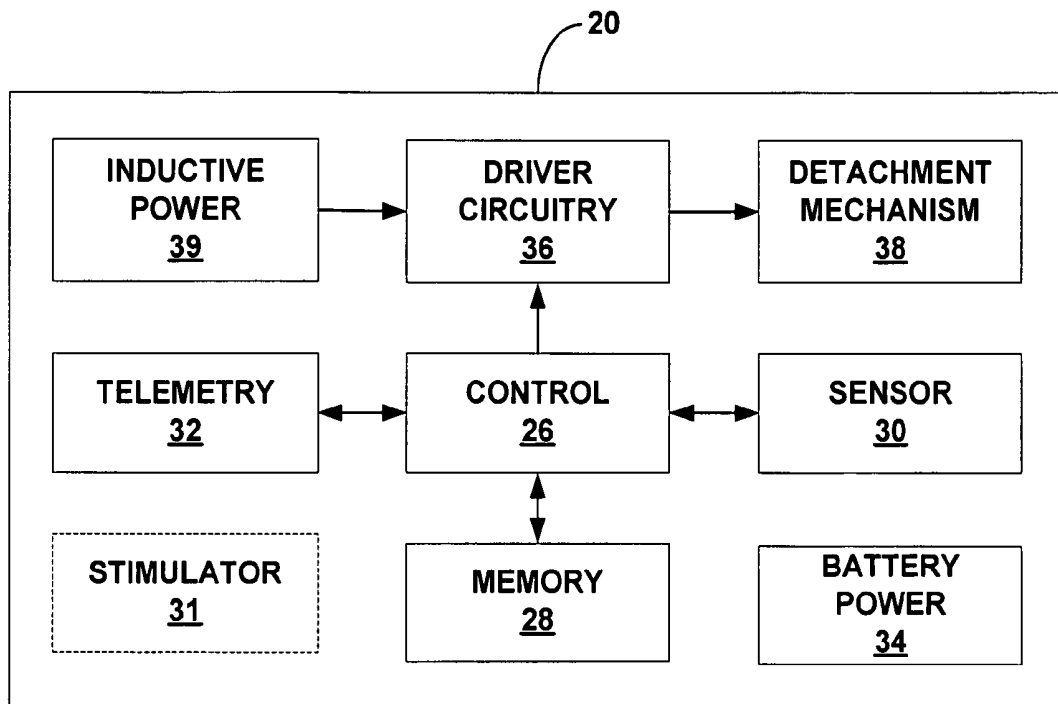 20
INDUCTIVE
POWER
39
DRIVER
CIRCUITRY
36
DETACHMENT
MECHANISM
38
TELEMETRY
32
CONTROL
26
SENSOR
30
STIMULATOR
31
MEMORY
28
BATTERY
POWER
34